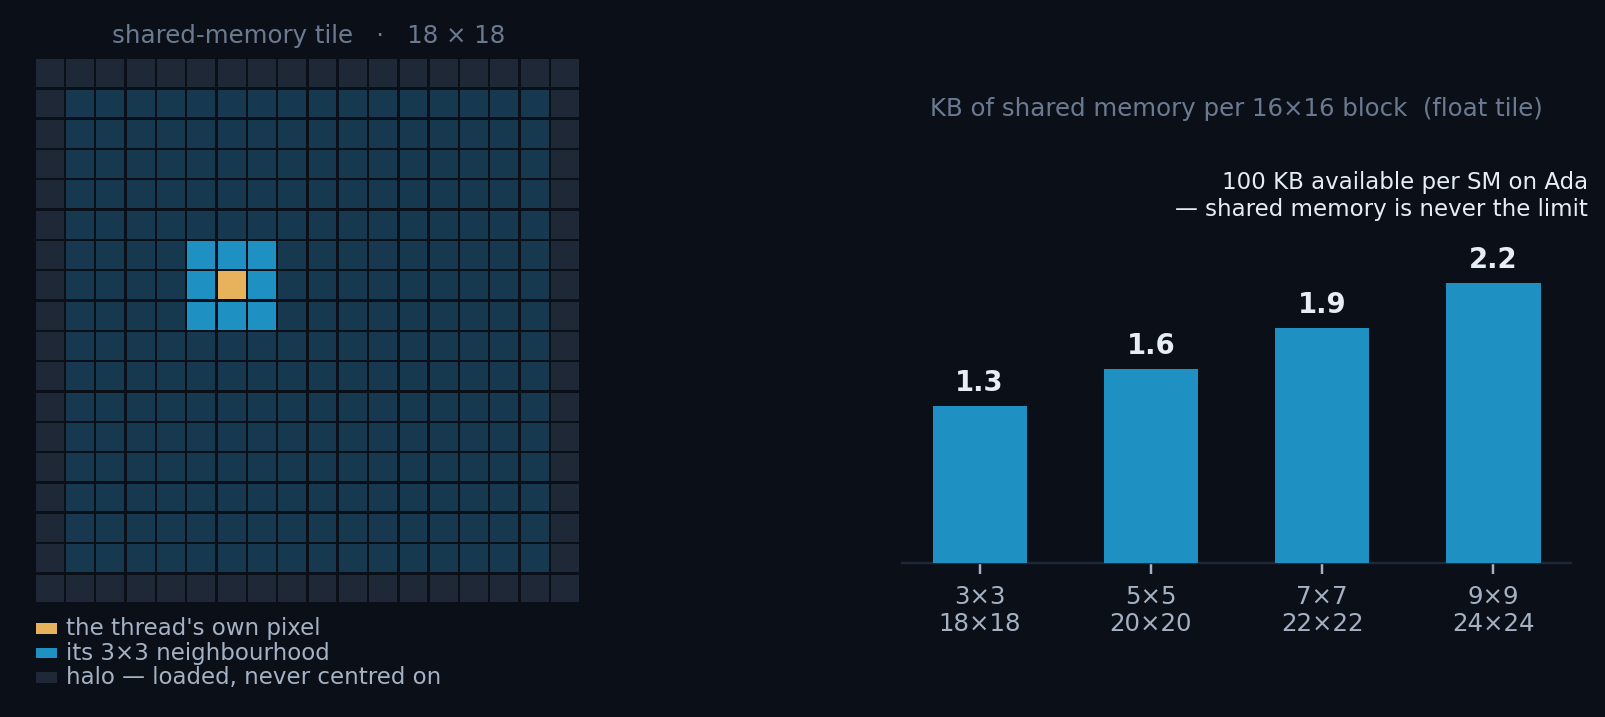 shared-memory tile · 18 × 18
the thread's own pixel
its 3×3 neighbourhood
halo — loaded, never centred on
KB of shared memory per 16×16 block (float tile)
100 KB available per SM on Ada
— shared memory is never the limit
1.3
1.6
1.9
2.2
3×3
18×18
5×5
20×20
7×7
22×22
9×9
24×24